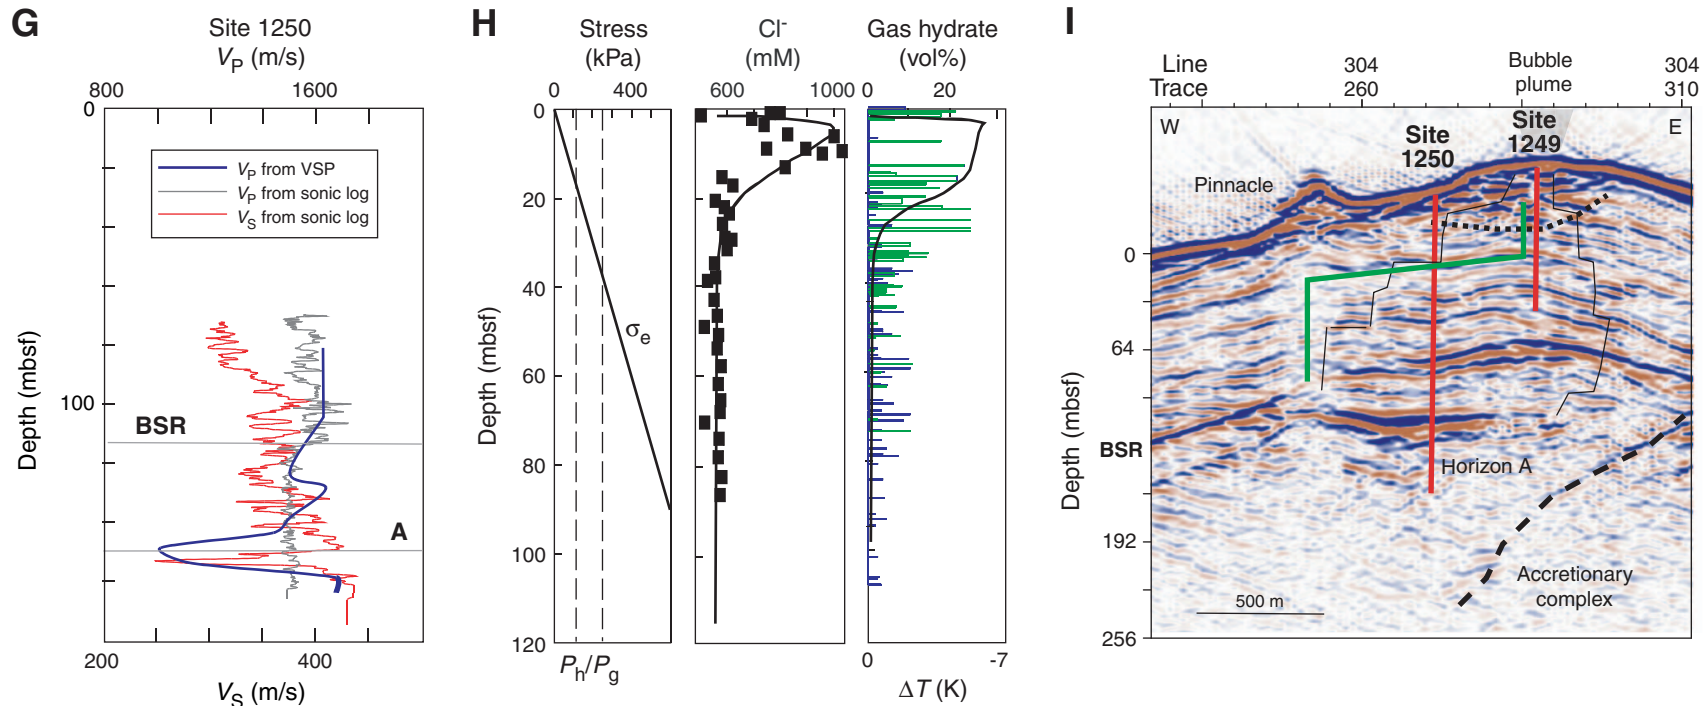 G
Site 1250
VP (m/s)
800 1600
0
VP from VSP
VP from sonic log
VS from sonic log
100
BSR
A
Depth (mbsf)
200 400
VS (m/s)
H
Stress
(kPa)
0 400
Cl-
(mM)
600 1000
Gas hydrate
(vol%)
0 20
0
20
40
60
80
100
120
Depth (mbsf)
σe
Ph/Pg
0 -7
ΔT (K)
I
Line 304 Bubble 304
Trace 260 plume 310
W E
Site
1250
Site
1249
Pinnacle
0
64
BSR
192
256
Depth (mbsf)
Horizon A
Accretionary
complex
500 m